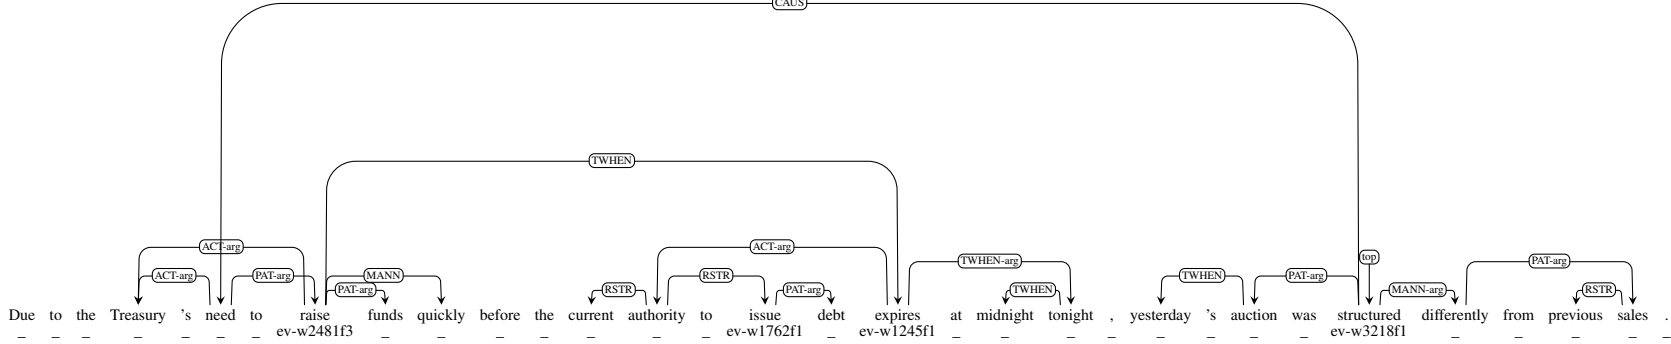 CAUS
TWHEN
ACT-arg ACT-arg
TWHEN-arg top PAT-arg
ACT-arg PAT-arg MANN RSTR TWHEN PAT-arg
PAT-arg RSTR PAT-arg TWHEN MANN-arg RSTR
Due to the Treasury 's need to raise funds quickly before the current authority to issue debt expires at midnight tonight , yesterday 's auction was structured differently from previous sales .
_ _ _ _ _ _ _ ev-w2481f3 _ _ _ _ _ _ _ ev-w1762f1 _ ev-w1245f1 _ _ _ _ _ _ _ _ ev-w3218f1 _ _ _ _ _